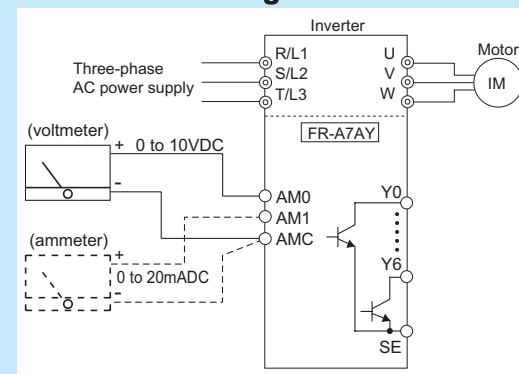 Inverter
Three-phase
AC power supply
R/L1
S/L2
T/L3
U
V
W
Motor
IM
FR-A7AY
(voltmeter)
+
0 to 10VDC
-
AM0
AM1
AMC
(ammeter)
+
0 to 20mADC
-
Y0
Y6
SE